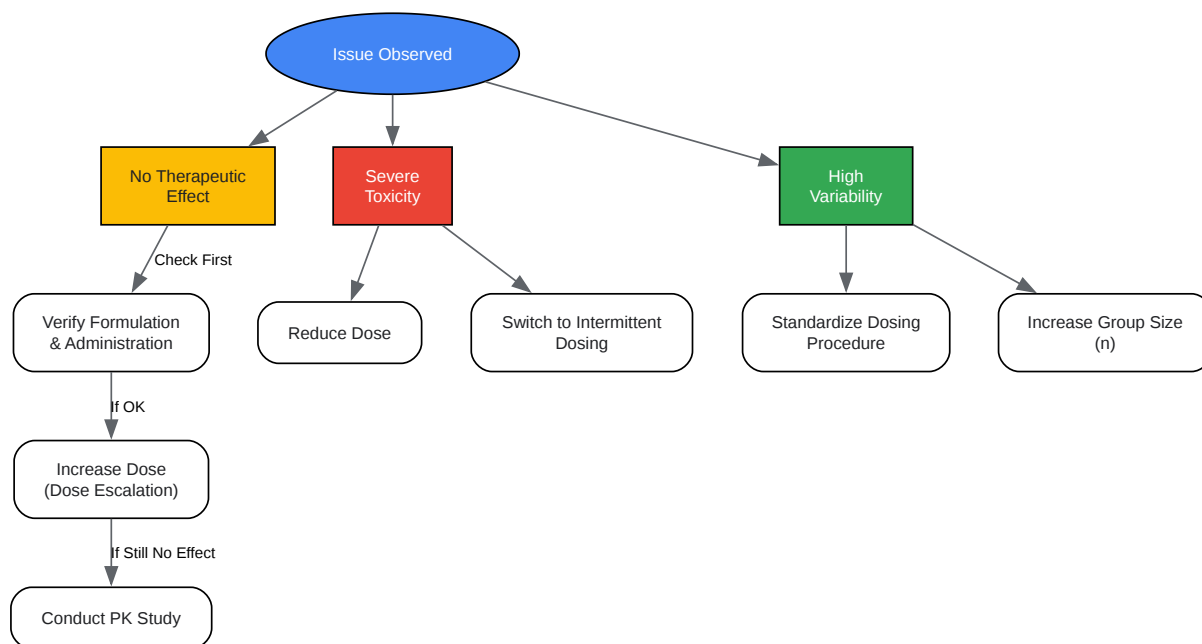 Issue Observed
No Therapeutic
Effect
Severe
Toxicity
High
Variability
Check First
Verify Formulation
& Administration
Reduce Dose
Switch to Intermittent
Dosing
Standardize Dosing
Procedure
Increase Group Size
(n)
If OK
Increase Dose
(Dose Escalation)
If Still No Effect
Conduct PK Study